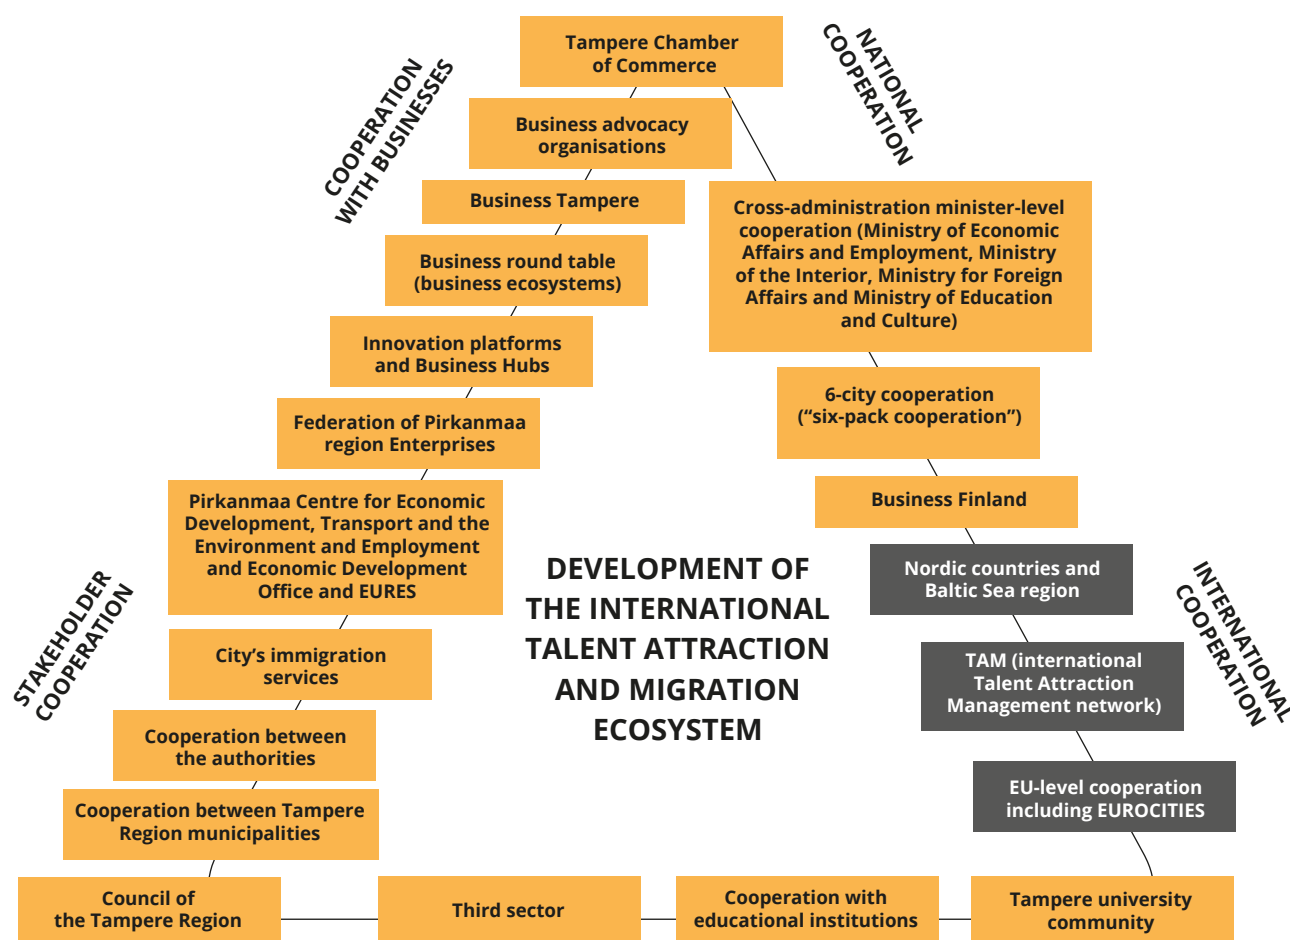 Tampere Chamber
of Commerce
COOPERATION
WITH BUSINESSES
NATIONAL
COOPERATION
Business advocacy
organisations
Business Tampere
Business round table
(business ecosystems)
Innovation platforms
and Business Hubs
Federation of Pirkanmaa
region Enterprises
Pirkanmaa Centre for Economic
Development, Transport and the
Environment and Employment
and Economic Development
Office and EURES
City’s immigration
services
Cooperation between
the authorities
Cooperation between Tampere
Region municipalities
STAKEHOLDER
COOPERATION
Cross-administration minister-level
cooperation (Ministry of Economic
Affairs and Employment, Ministry
of the Interior, Ministry for Foreign
Affairs and Ministry of Education
and Culture)
6-city cooperation
(“six-pack cooperation”)
Business Finland
Nordic countries and
Baltic Sea region
TAM (international
Talent Attraction
Management network)
EU-level cooperation
including EUROCITIES
INTERNATIONAL
COOPERATION
DEVELOPMENT OF
THE INTERNATIONAL
TALENT ATTRACTION
AND MIGRATION
ECOSYSTEM
Council of
the Tampere Region
Third sector
Cooperation with
educational institutions
Tampere university
community